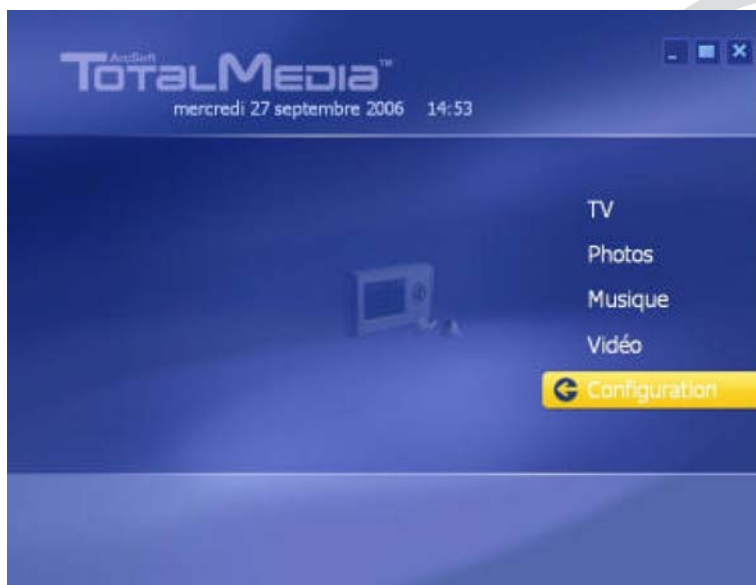 ArcSoft
TOTALMEDIA™
mercredi 27 septembre 2006 14:53
TV
Photos
Musique
Vidéo
Configuration